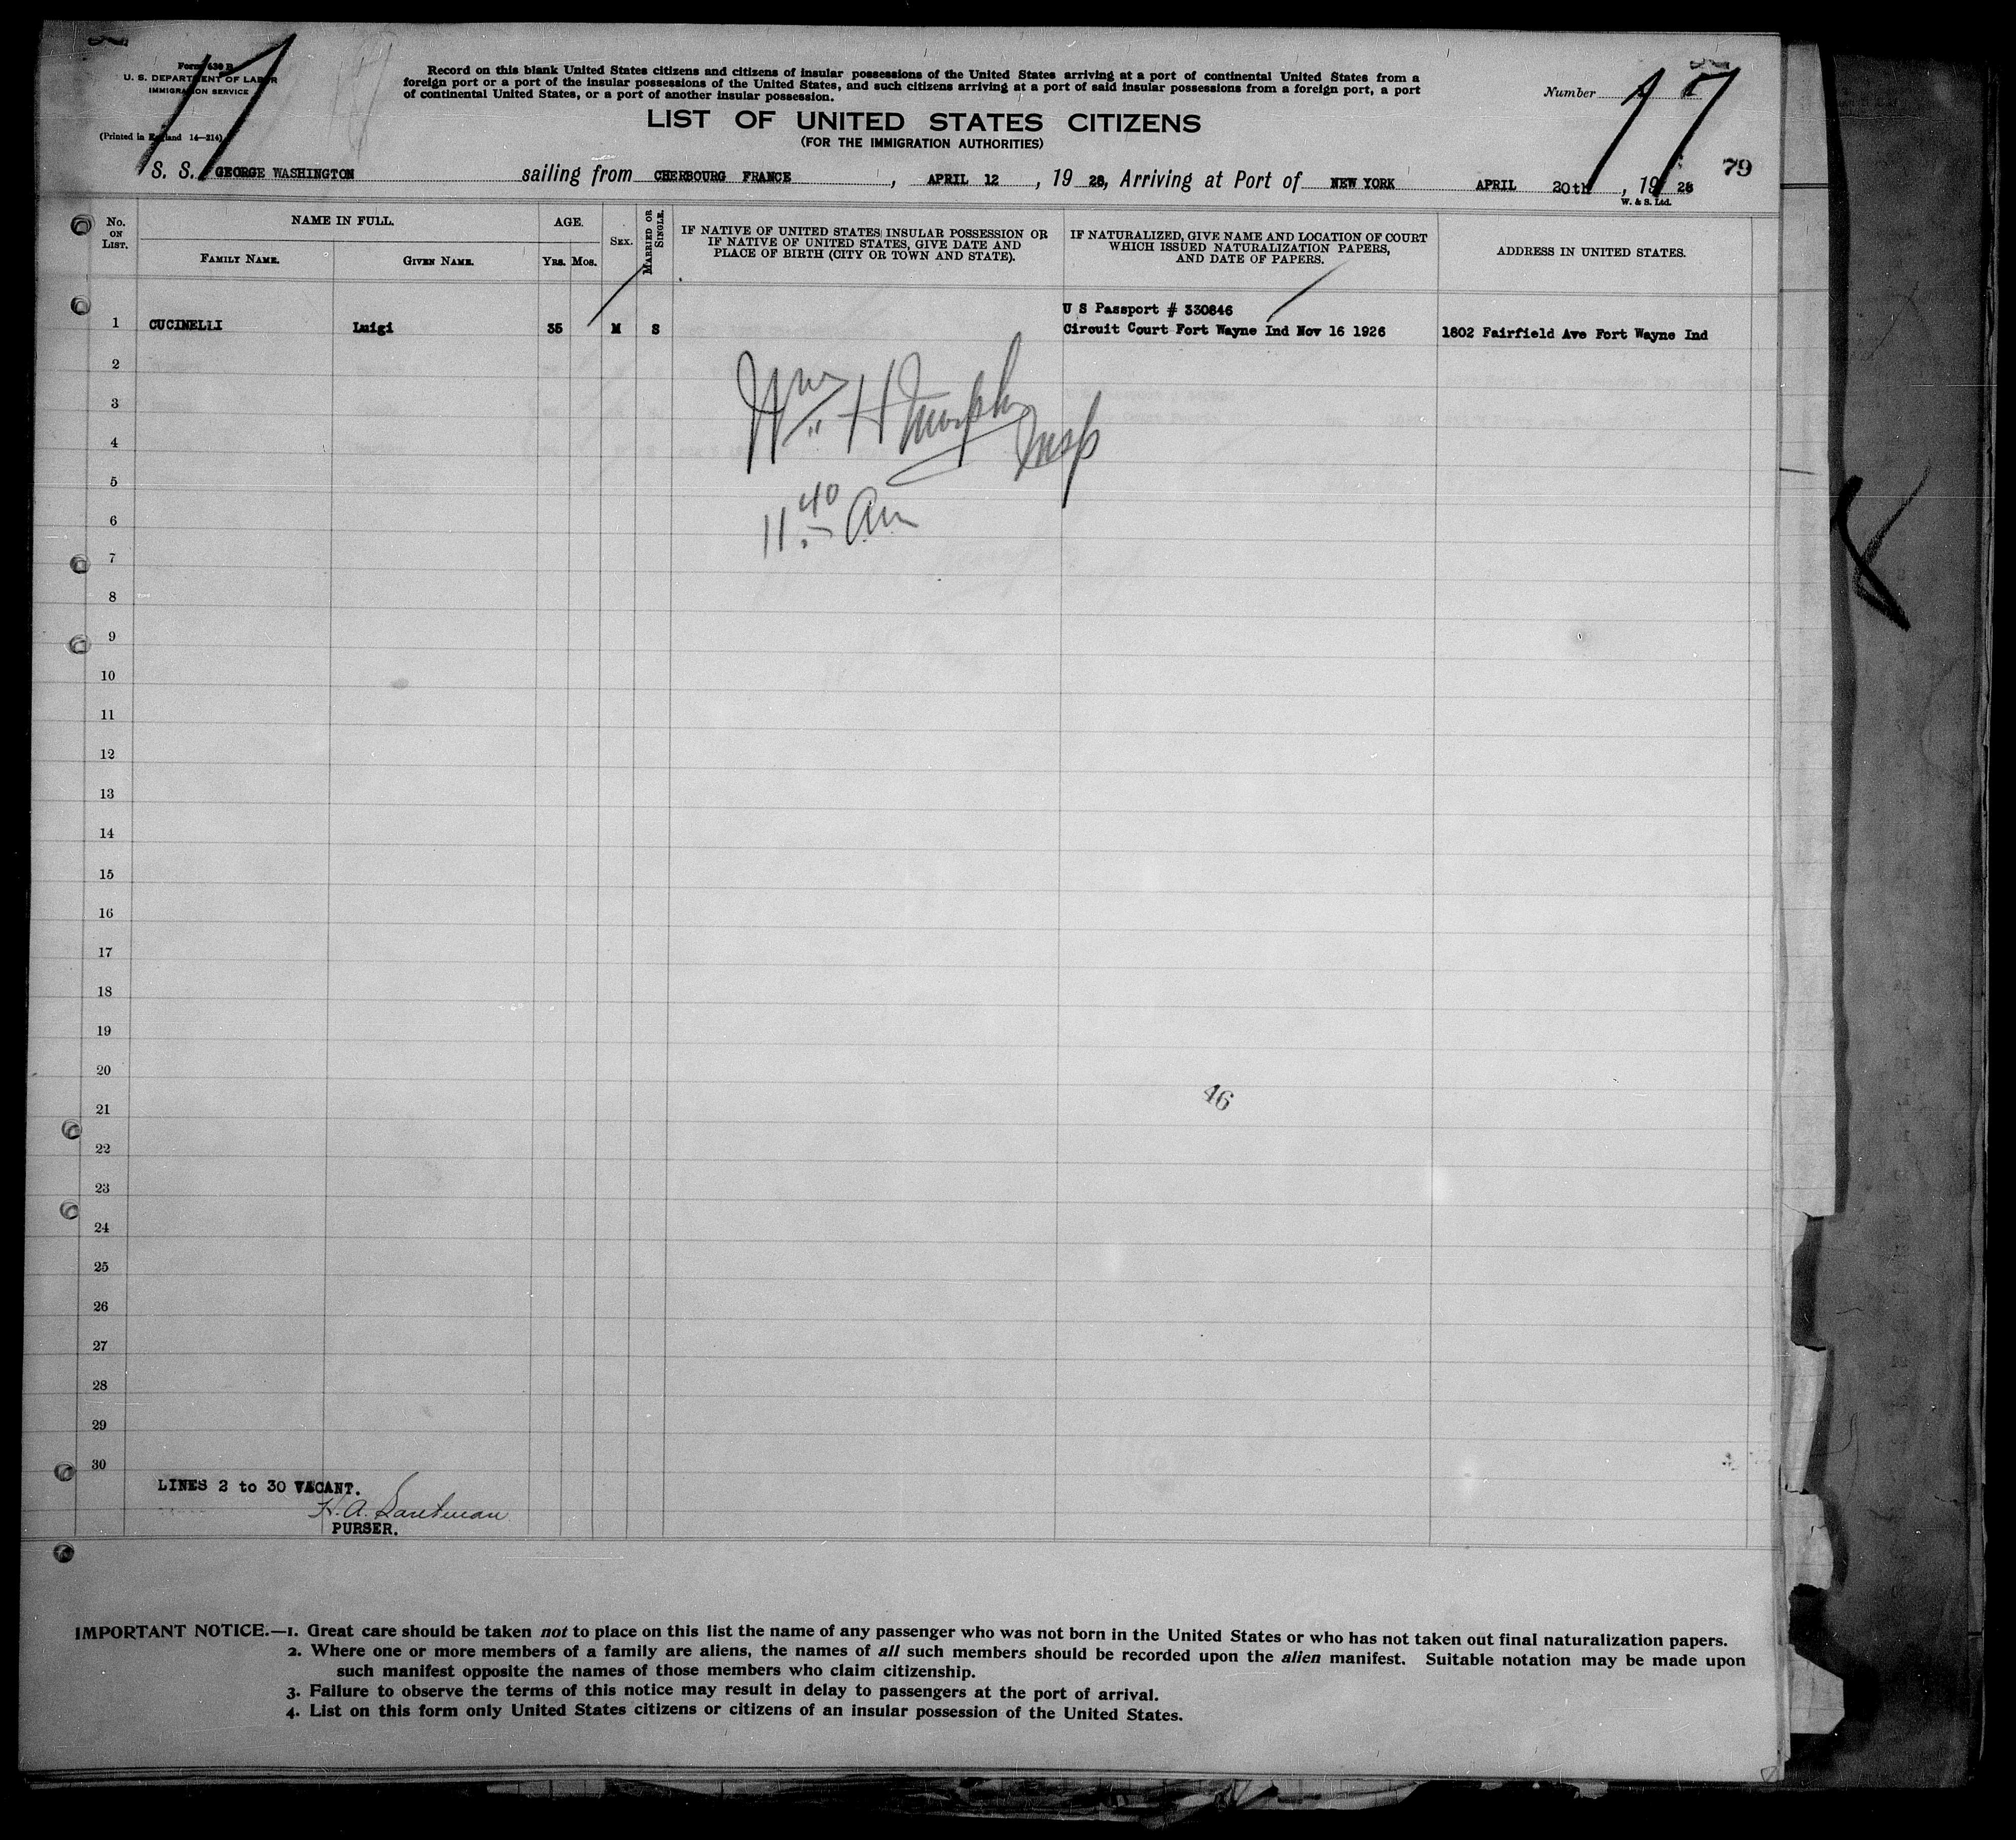 17
Form 630 B
U. S. DEPARTMENT OF LABOR
IMMIGRATION SERVICE
(Printed in England 14—214)
Record on this blank United States citizens and citizens of insular possessions of the United States arriving at a port of continental United States from a
foreign port or a port of the insular possessions of the United States, and such citizens arriving at a port of said insular possessions from a foreign port, a port
of continental United States, or a port of another insular possession.
Number 17
LIST OF UNITED STATES CITIZENS
(FOR THE IMMIGRATION AUTHORITIES)
79
S. S. GEORGE WASHINGTON sailing from CHERBOURG FRANCE, APRIL 12, 19 28, Arriving at Port of NEW YORK APRIL 20th, 19 28
W. & S. Ltd.
No. ON LIST.
NAME IN FULL.
FAMILY NAME. GIVEN NAME.
AGE.
YRS. MOS.
SEX.
MARRIED OR SINGLE.
IF NATIVE OF UNITED STATES INSULAR POSSESSION OR
IF NATIVE OF UNITED STATES, GIVE DATE AND
PLACE OF BIRTH (CITY OR TOWN AND STATE).
IF NATURALIZED, GIVE NAME AND LOCATION OF COURT
WHICH ISSUED NATURALIZATION PAPERS,
AND DATE OF PAPERS.
ADDRESS IN UNITED STATES.
U S Passport # 330846
1 CUCINELLI Luigi 35 M S Circuit Court Fort Wayne Ind Nov 16 1926 1802 Fairfield Ave Fort Wayne Ind
2
Wm H Murphy Insp
3
4
5
11 40 Am
6
7
8
9
10
11
12
13
14
15
16
17
18
19
20
46
21
22
23
24
25
26
27
28
29
30
LINES 2 to 30 VACANT.
H. A.
PURSER.
IMPORTANT NOTICE.—1. Great care should be taken not to place on this list the name of any passenger who was not born in the United States or who has not taken out final naturalization papers.
2. Where one or more members of a family are aliens, the names of all such members should be recorded upon the alien manifest. Suitable notation may be made upon
such manifest opposite the names of those members who claim citizenship.
3. Failure to observe the terms of this notice may result in delay to passengers at the port of arrival.
4. List on this form only United States citizens or citizens of an insular possession of the United States.